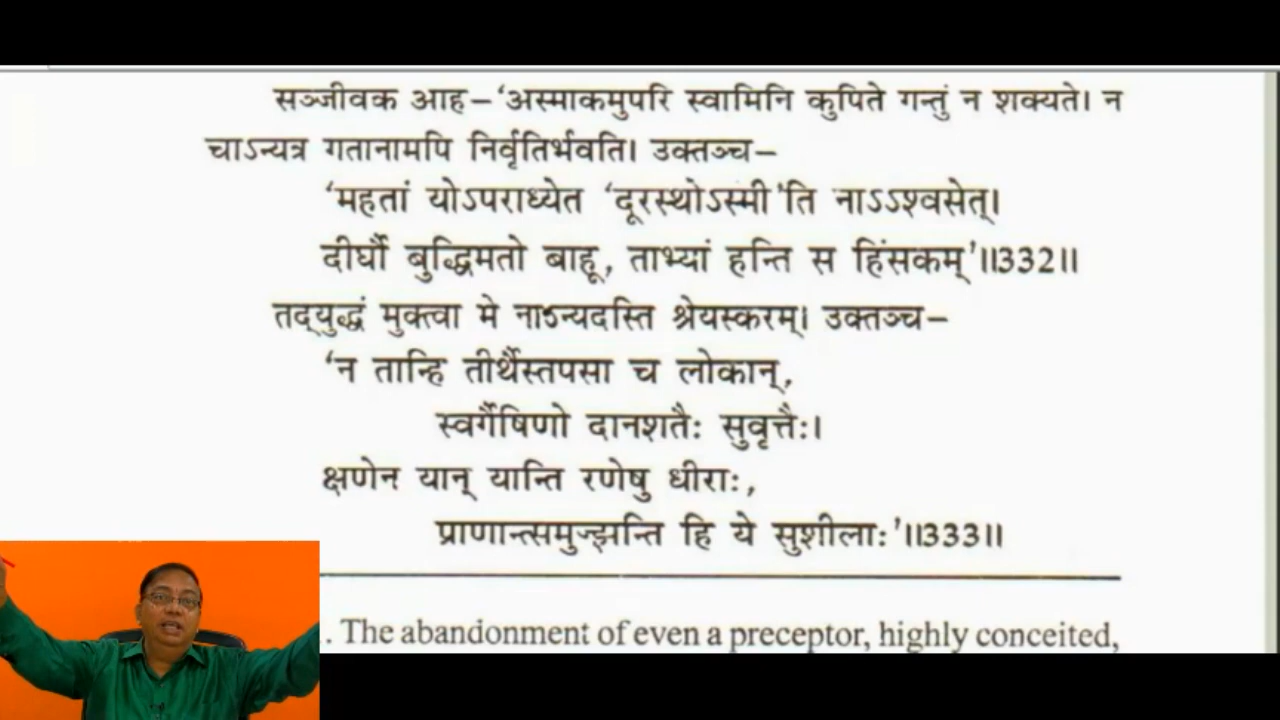 सञ्जीवक आह–‘अस्माकमुपरि स्वामिनि कुपिते गन्तुं न शक्यते। न
चाऽन्यत्र गतानामपि निर्वृतिर्भवति। उक्तञ्च–
‘महतां योऽपराध्येत ‘दूरस्थोऽस्मी’ति नाऽऽश्वसेत्।
दीर्घौ बुद्धिमतो बाहू, ताभ्यां हन्ति स हिंसकम्’।।332।।
तद्युद्धं मुक्त्वा मे नाऽन्यदस्ति श्रेयस्करम्। उक्तञ्च–
‘न तान्हि तीर्थैस्तपसा च लोकान्,
स्वर्गैषिणो दानशतैः सुवृत्तैः।
क्षणेन यान् यान्ति रणेषु धीराः,
प्राणान्त्समुज्झन्ति हि ये सुशीलाः’।।333।।
. The abandonment of even a preceptor, highly conceited,